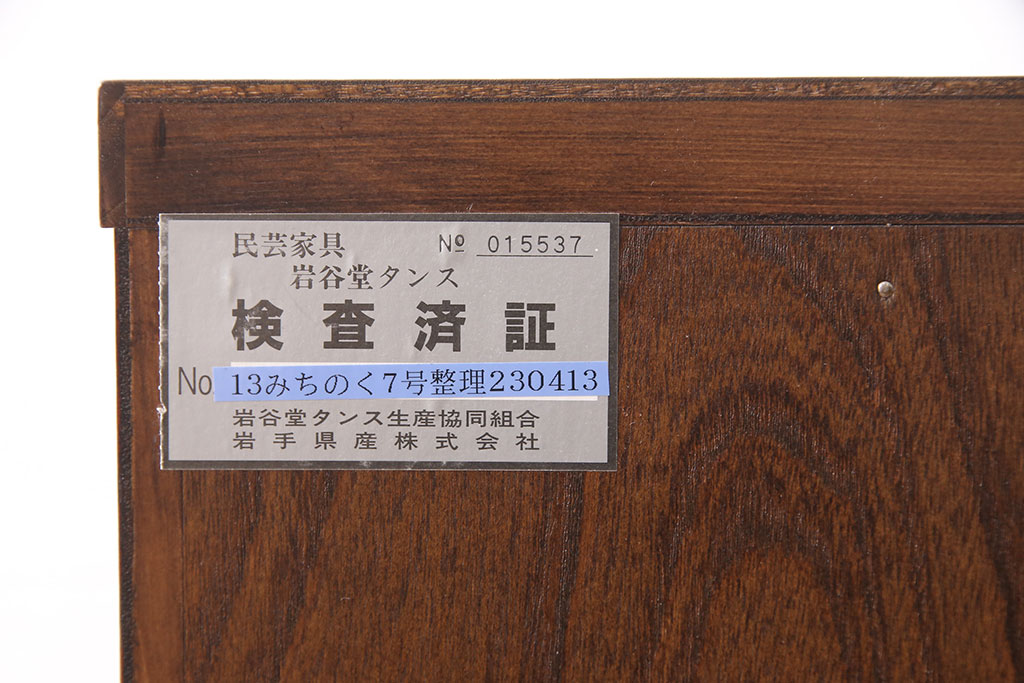 民芸家具 № 015537
岩谷堂タンス
検査済証
No 13みちのく7号整理230413
岩谷堂タンス生産協同組合
岩手県産株式会社